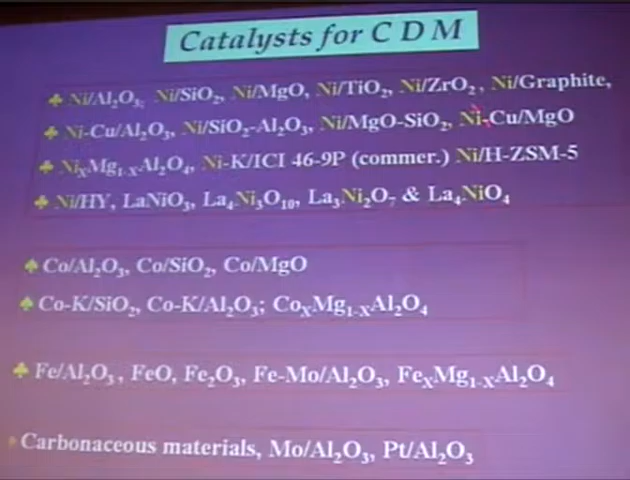 Catalysts for C D M
♣ Ni/Al₂O₃; Ni/SiO₂, Ni/MgO, Ni/TiO₂, Ni/ZrO₂, Ni/Graphite,
♣ Ni-Cu/Al₂O₃, Ni/SiO₂-Al₂O₃, Ni/MgO-SiO₂, Ni-Cu/MgO
♣ NiₓMg₁₋ₓAl₂O₄, Ni-K/ICI 46-9P (commer.) Ni/H-ZSM-5
♣ Ni/HY, LaNiO₃, La₄Ni₃O₁₀, La₃Ni₂O₇ & La₄NiO₄
♠ Co/Al₂O₃, Co/SiO₂, Co/MgO
♠ Co-K/SiO₂, Co-K/Al₂O₃; CoₓMg₁₋ₓAl₂O₄
♣ Fe/Al₂O₃, FeO, Fe₂O₃, Fe-Mo/Al₂O₃, FeₓMg₁₋ₓAl₂O₄
Carbonaceous materials, Mo/Al₂O₃, Pt/Al₂O₃